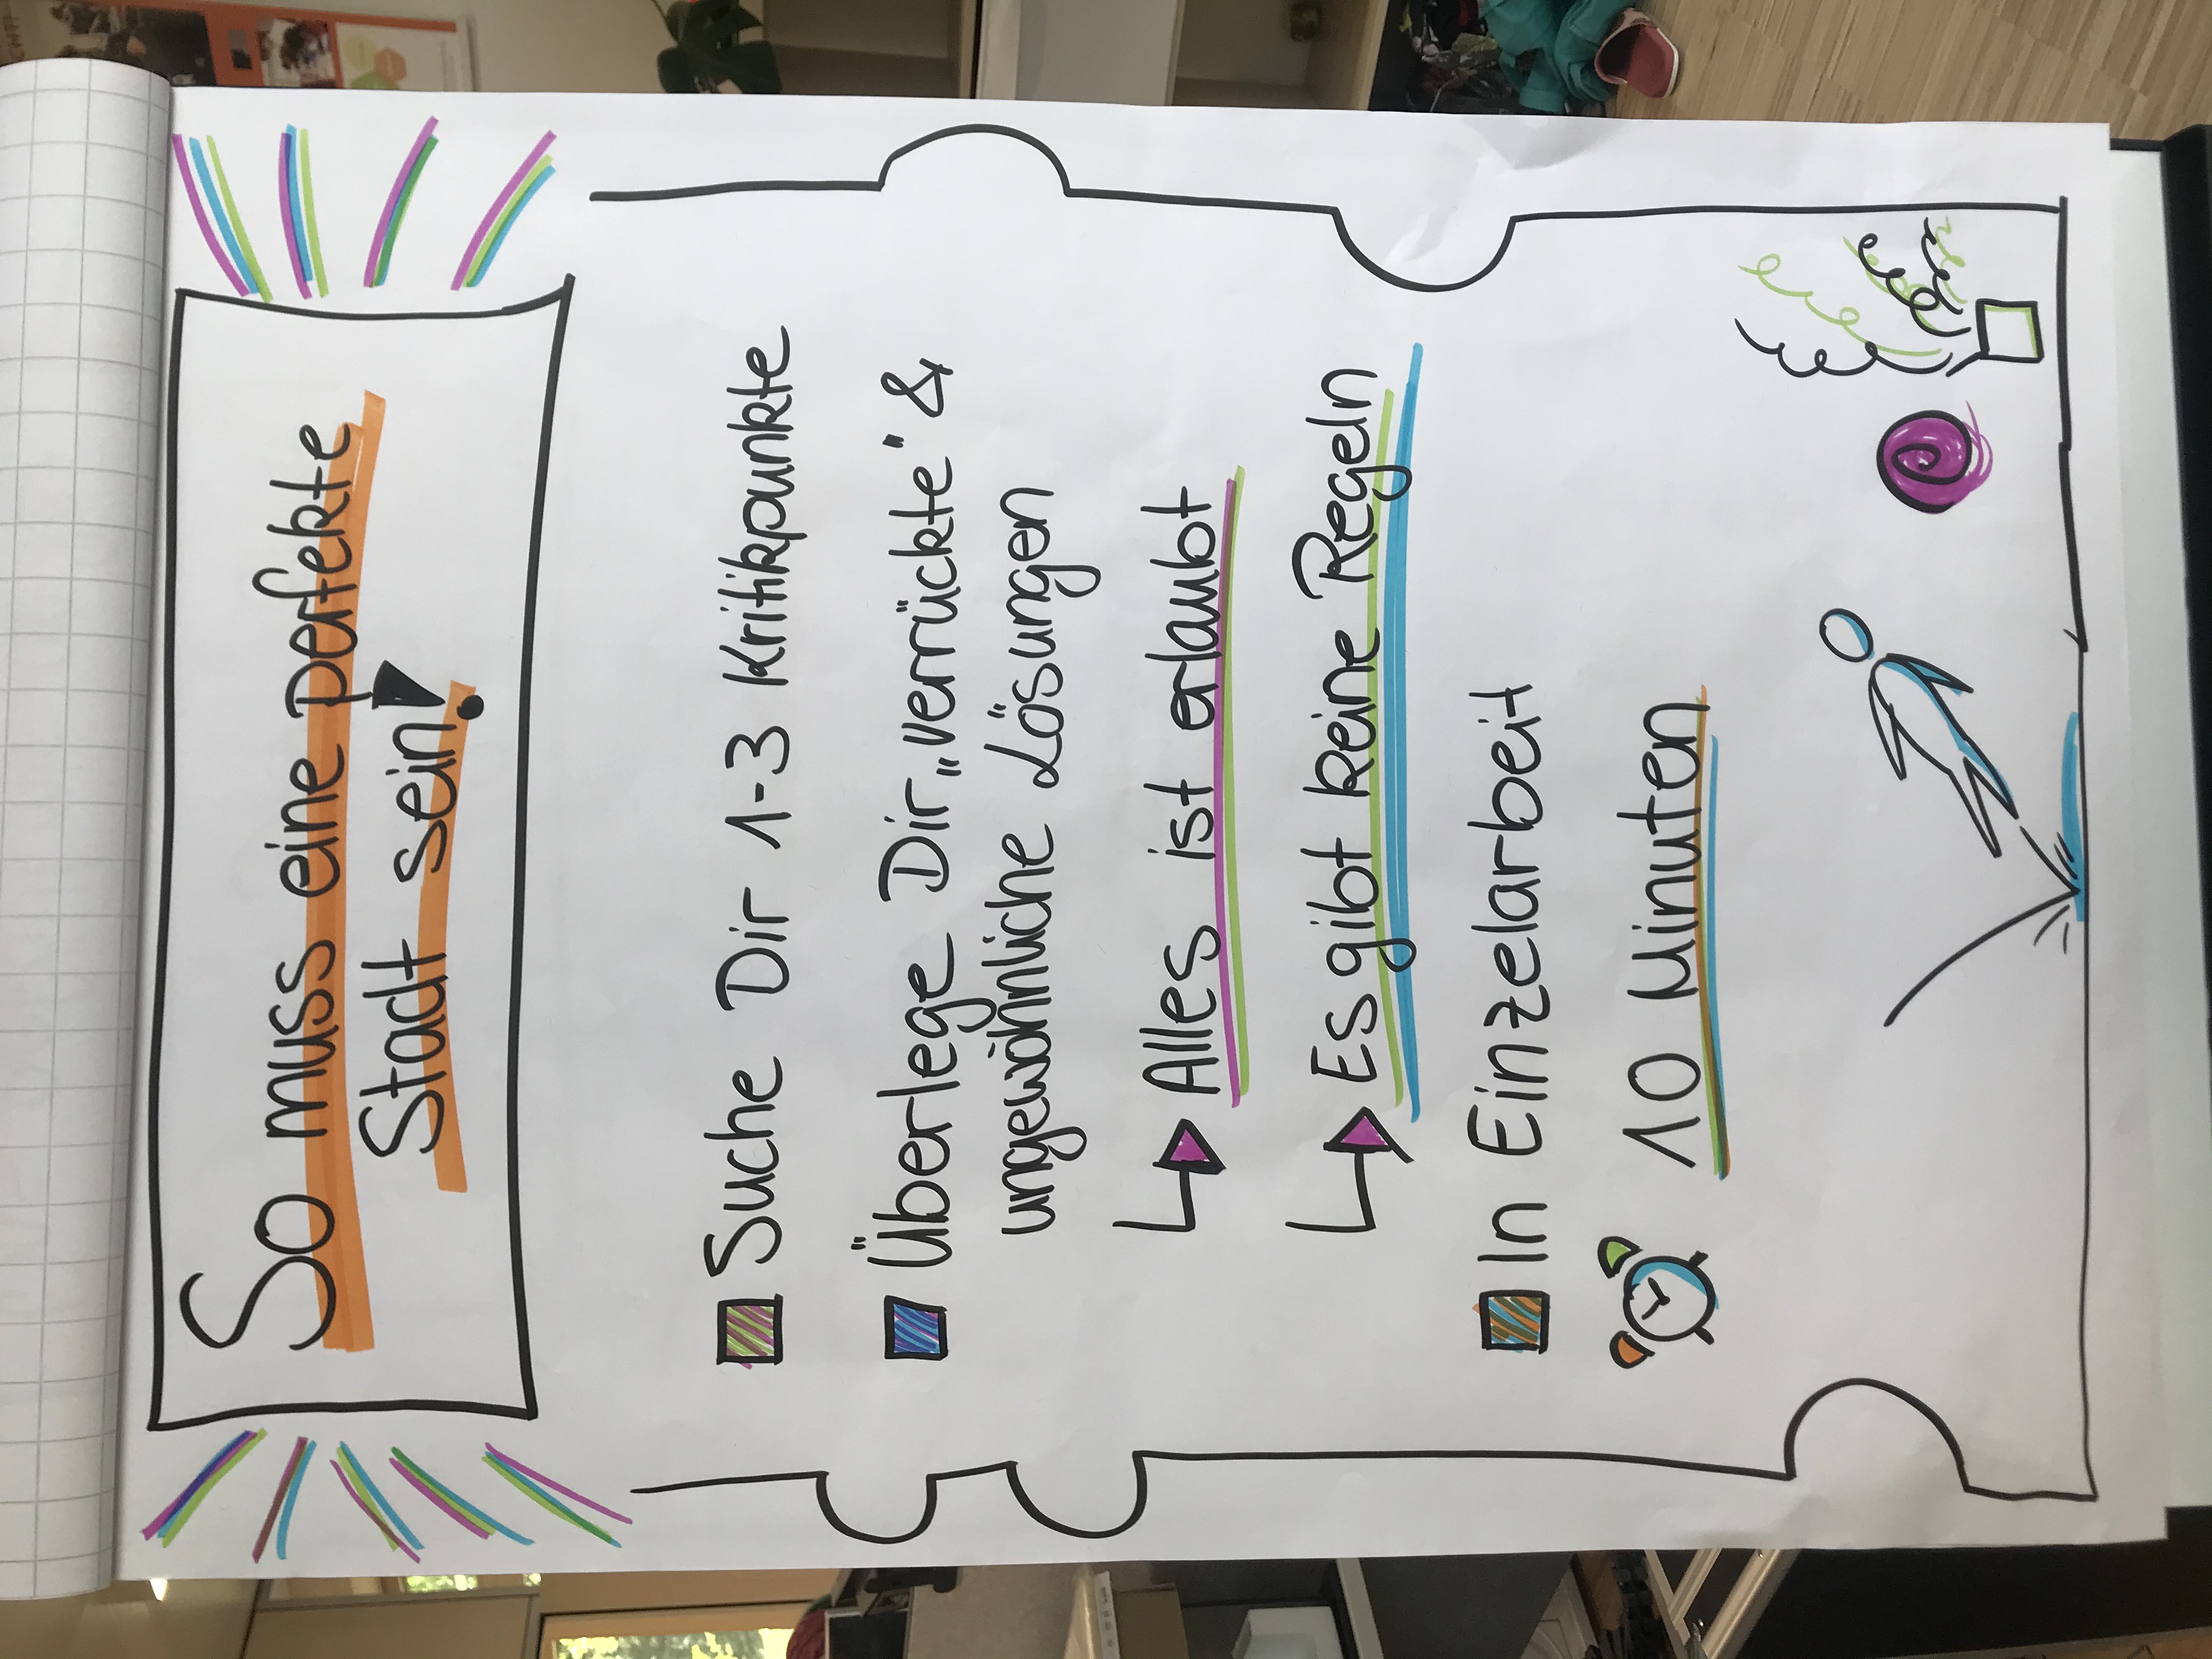 So muss eine perfekte
Stadt sein!
Suche Dir 1-3 Kritikpunkte
Überlege Dir „verrückte" &
ungewöhnliche Lösungen
Alles ist erlaubt
Es gibt keine Regeln
In Einzelarbeit
10 Minuten